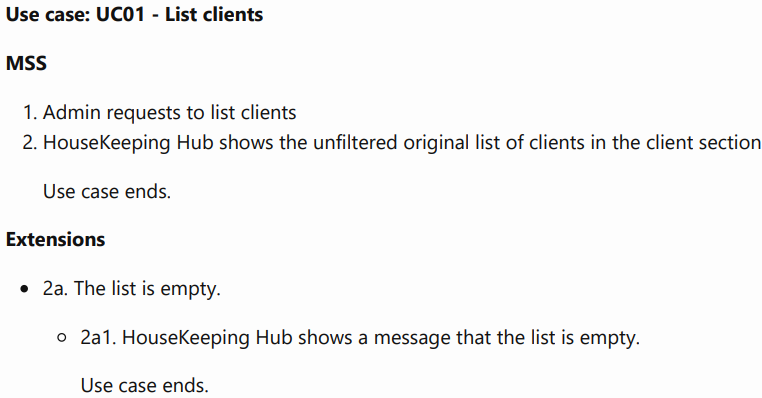 Use case: UC01 - List clients
MSS
1. Admin requests to list clients
2. HouseKeeping Hub shows the unfiltered original list of clients in the client section
Use case ends.
Extensions
• 2a. The list is empty.
○ 2a1. HouseKeeping Hub shows a message that the list is empty.
Use case ends.